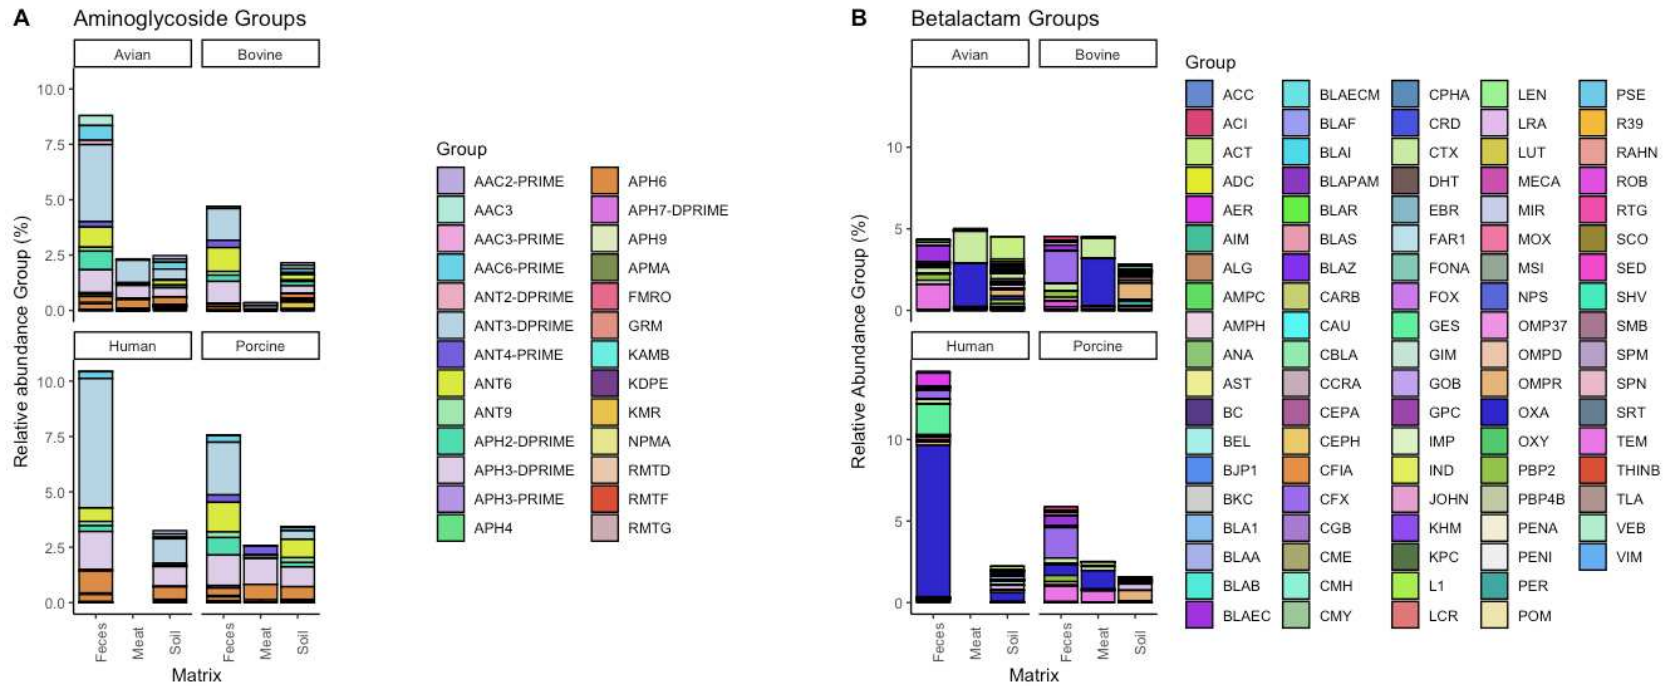 A Aminoglycoside Groups
Avian Bovine
10.0
7.5
5.0
2.5
0.0
Human Porcine
10.0
7.5
5.0
2.5
0.0
Relative abundance Group (%)
Feces Meat Soil Feces Meat Soil
Matrix
Group
AAC2-PRIME APH6
AAC3 APH7-DPRIME
AAC3-PRIME APH9
AAC6-PRIME APMA
ANT2-DPRIME FMRO
ANT3-DPRIME GRM
ANT4-PRIME KAMB
ANT6 KDPE
ANT9 KMR
APH2-DPRIME NPMA
APH3-DPRIME RMTD
APH3-PRIME RMTF
APH4 RMTG
B Betalactam Groups
Avian Bovine
10
5
0
Human Porcine
10
5
0
Relative Abundance Group (%)
Feces Meat Soil Feces Meat Soil
Matrix
Group
ACC BLAECM CPHA LEN PSE
ACI BLAF CRD LRA R39
ACT BLAI CTX LUT RAHN
ADC BLAPAM DHT MECA ROB
AER BLAR EBR MIR RTG
AIM BLAS FAR1 MOX SCO
ALG BLAZ FONA MSI SED
AMPC CARB FOX NPS SHV
AMPH CAU GES OMP37 SMB
ANA CBLA GIM OMPD SPM
AST CCRA GOB OMPR SPN
BC CEPA GPC OXA SRT
BEL CEPH IMP OXY TEM
BJP1 CFIA IND PBP2 THINB
BKC CFX JOHN PBP4B TLA
BLA1 CGB KHM PENA VEB
BLAA CME KPC PENI VIM
BLAB CMH L1 PER
BLAEC CMY LCR POM